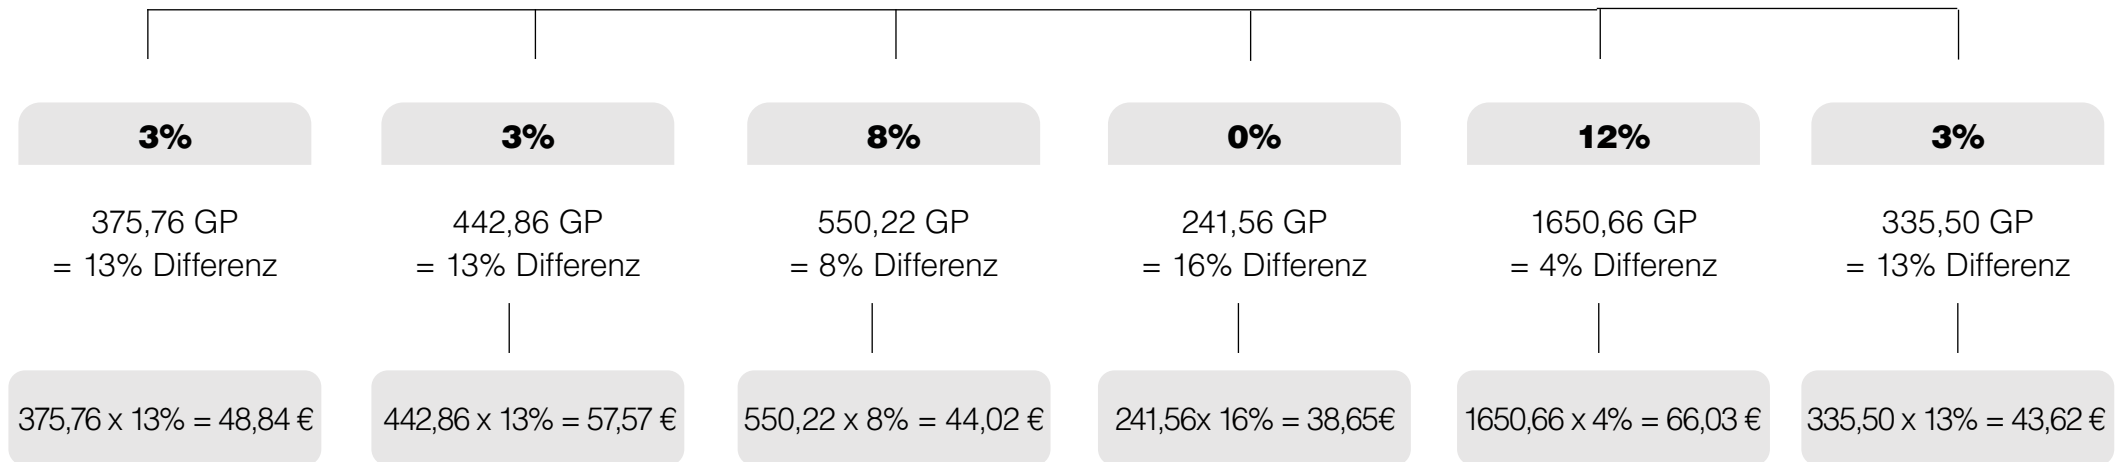 3%
375,76 GP
= 13% Differenz
375,76 x 13% = 48,84 €
3%
442,86 GP
= 13% Differenz
442,86 x 13% = 57,57 €
8%
550,22 GP
= 8% Differenz
550,22 x 8% = 44,02 €
0%
241,56 GP
= 16% Differenz
241,56x 16% = 38,65€
12%
1650,66 GP
= 4% Differenz
1650,66 x 4% = 66,03 €
3%
335,50 GP
= 13% Differenz
335,50 x 13% = 43,62 €